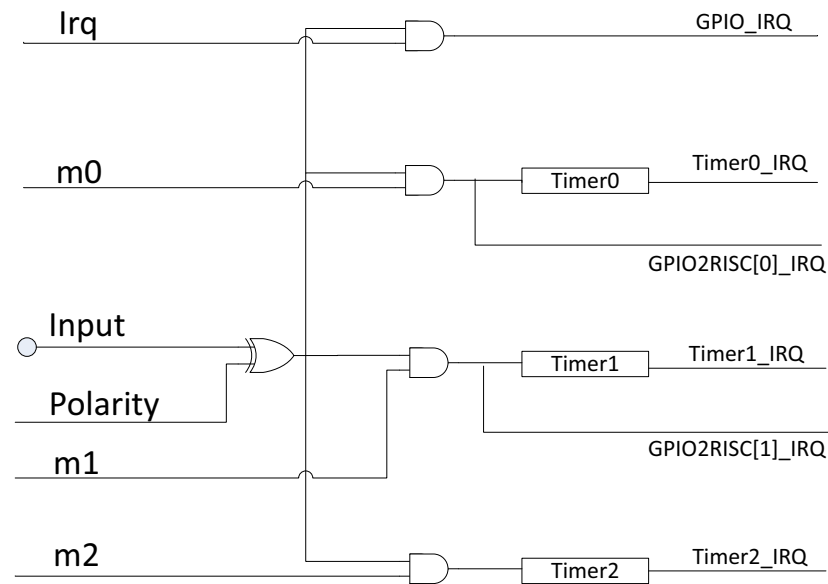 Irq
GPIO_IRQ
m0
Timer0
Timer0_IRQ
GPIO2RISC[0]_IRQ
Input
Timer1
Timer1_IRQ
Polarity
GPIO2RISC[1]_IRQ
m1
m2
Timer2
Timer2_IRQ